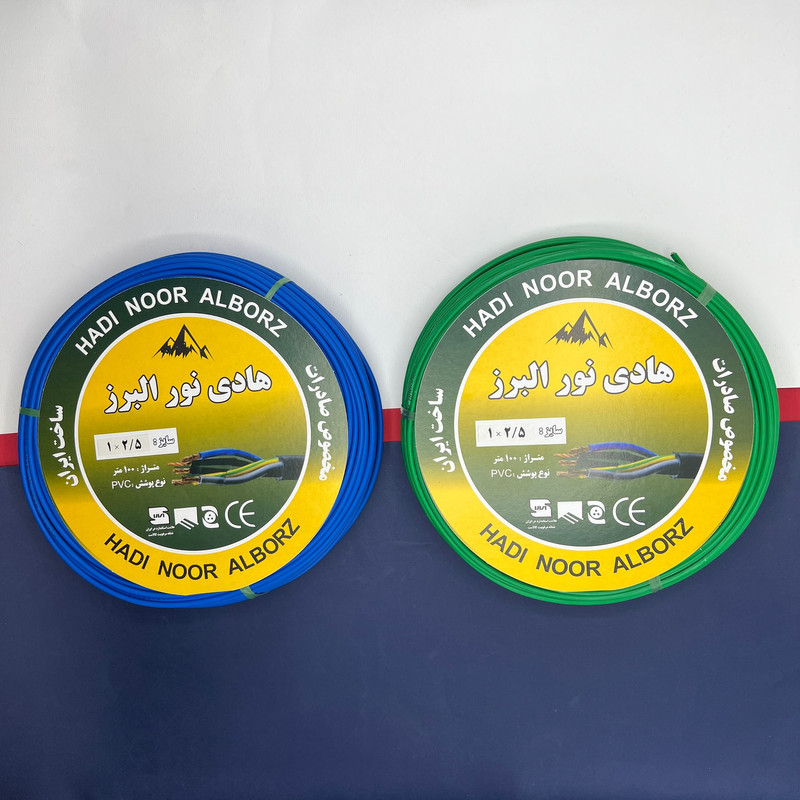 HADI NOOR ALBORZ
هادی نور البرز
سایز: ۱×۲/۵
متراژ: ۱۰۰ متر
نوع پوشش: PVC
CE
ساخت ایران
مخصوص صادرات
HADI NOOR ALBORZ
HADI NOOR ALBORZ
هادی نور البرز
سایز: ۱×۲/۵
متراژ: ۱۰۰ متر
نوع پوشش: PVC
CE
ساخت ایران
مخصوص صادرات
HADI NOOR ALBORZ